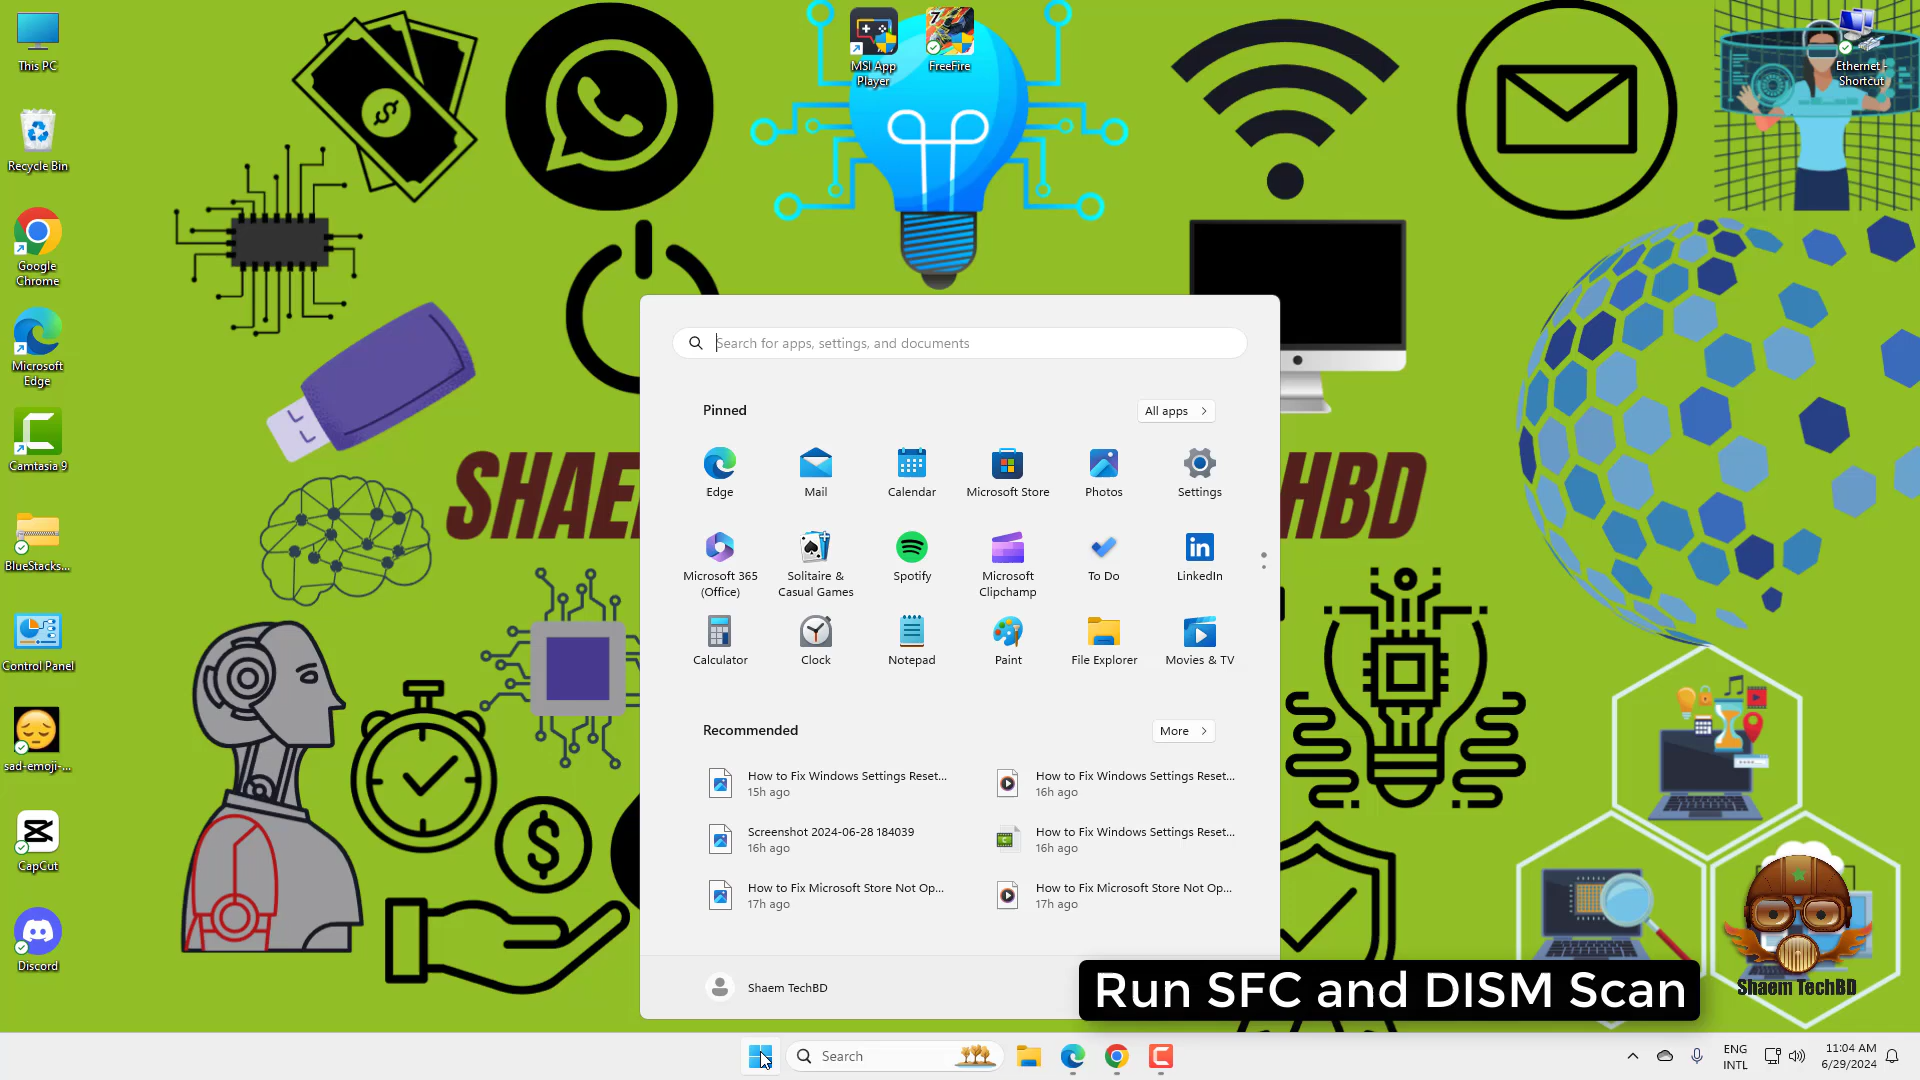 This PC
Recycle Bin
Google
Chrome
Microsoft
Edge
Camtasia 9
BlueStacks...
Control Panel
sad-emoji-...
CapCut
Discord
MSI App
Player
7
FreeFire
Ethernet -
Shortcut
SHAE
HBD
Search for apps, settings, and documents
Pinned
All apps
Edge
Mail
Calendar
Microsoft Store
Photos
Settings
Microsoft 365
(Office)
Solitaire &
Casual Games
Spotify
Microsoft
Clipchamp
To Do
LinkedIn
Calculator
Clock
Notepad
Paint
File Explorer
Movies & TV
Recommended
More
How to Fix Windows Settings Reset...
15h ago
How to Fix Windows Settings Reset...
16h ago
Screenshot 2024-06-28 184039
16h ago
How to Fix Windows Settings Reset...
16h ago
How to Fix Microsoft Store Not Op...
17h ago
How to Fix Microsoft Store Not Op...
17h ago
Shaem TechBD
Run SFC and DISM Scan
Shaem TechBD
Search
ENG
INTL
11:04 AM
6/29/2024